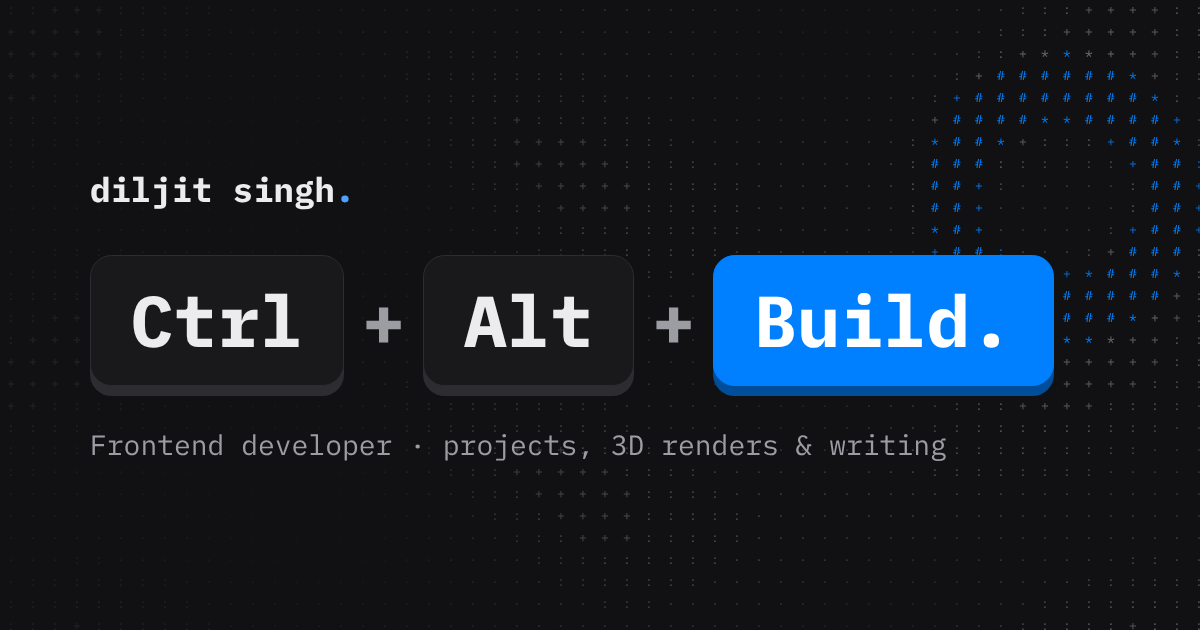 diljit singh.
Ctrl + Alt + Build.
Frontend developer · projects, 3D renders & writing